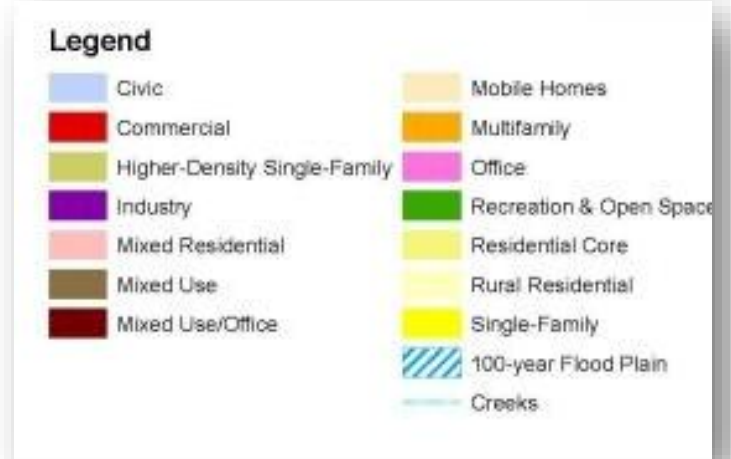 Legend
Civic
Commercial
Higher-Density Single-Family
Industry
Mixed Residential
Mixed Use
Mixed Use/Office
Mobile Homes
Multifamily
Office
Recreation & Open Space
Residential Core
Rural Residential
Single-Family
100-year Flood Plain
Creeks